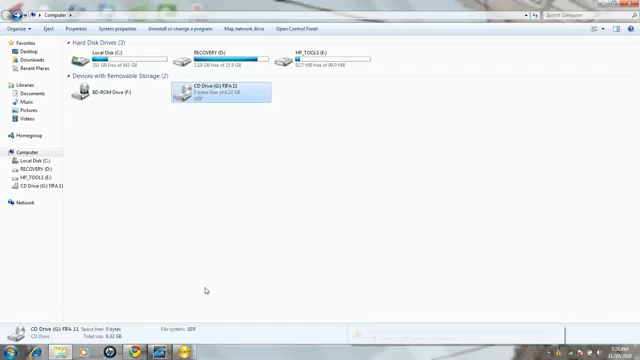 Computer
Search Computer
Organize
Eject
Properties
System properties
Uninstall or change a program
Map network drive
Open Control Panel
Favorites
Desktop
Downloads
Recent Places
Libraries
Documents
Music
Pictures
Videos
Homegroup
Computer
Local Disk (C:)
RECOVERY (D:)
HP_TOOLS (E:)
CD Drive (G:) FIFA 11
Network
Hard Disk Drives (3)
Local Disk (C:)
RECOVERY (D:)
HP_TOOLS (E:)
Devices with Removable Storage (2)
BD-ROM Drive (F:)
CD Drive (G:) FIFA 11
0 bytes free of 6.32 GB
UDF
CD Drive (G:) FIFA 11
Space free: 0 bytes
File system: UDF
CD Drive
Total size: 6.32 GB